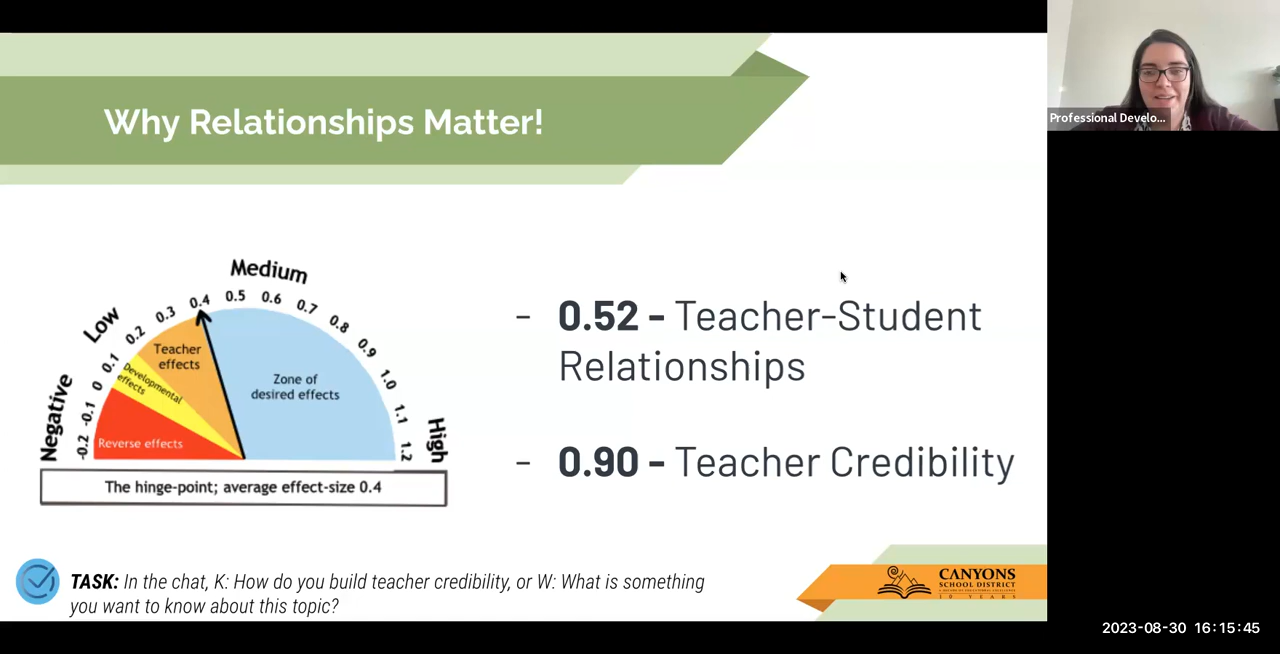 Why Relationships Matter!
Professional Develo...
Medium
Low
Negative
High
-0.2
-0.1
0
0.1
0.2
0.3
0.4
0.5
0.6
0.7
0.8
0.9
1.0
1.1
1.2
Reverse effects
Developmental
effects
Teacher
effects
Zone of
desired effects
The hinge-point; average effect-size 0.4
- 0.52 - Teacher-Student
Relationships
- 0.90 - Teacher Credibility
TASK: In the chat, K: How do you build teacher credibility, or W: What is something
you want to know about this topic?
CANYONS
SCHOOL DISTRICT
10 YEARS
2023-08-30 16:15:45